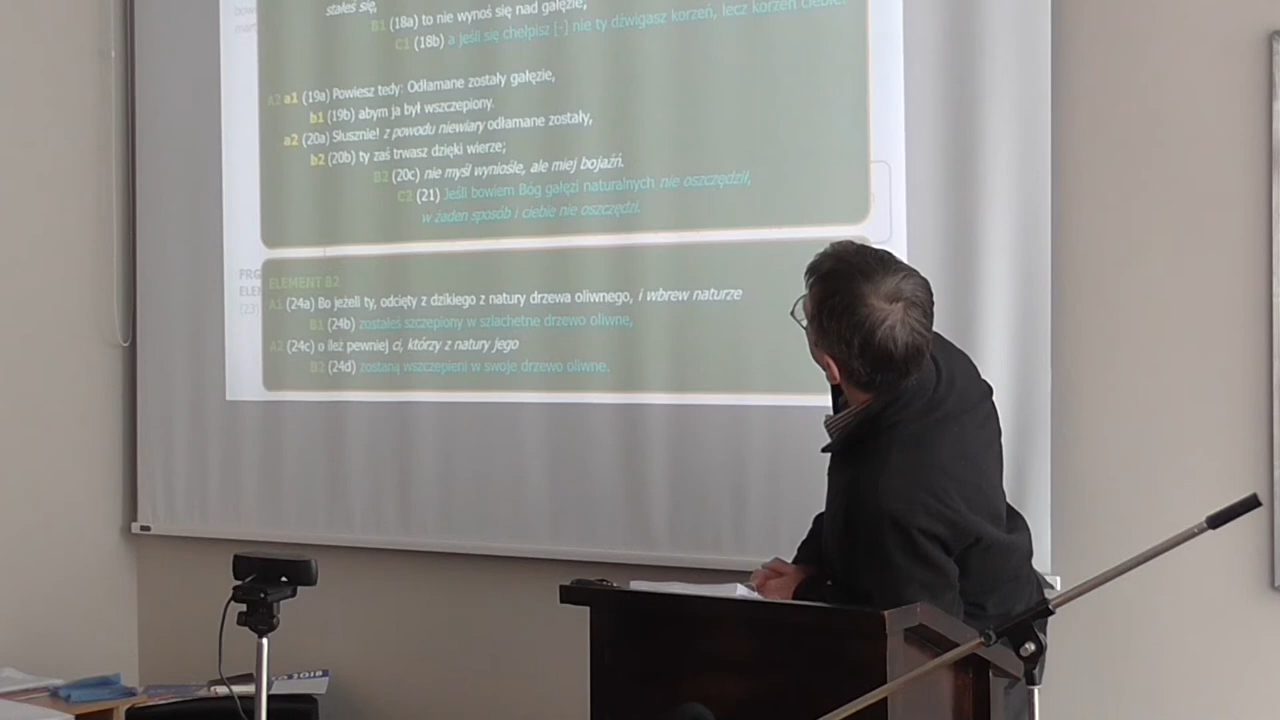 stałeś się,
B1 (18a) to nie wynoś się nad gałęzie,
C1 (18b) a jeśli się chełpisz [-] nie ty dźwigasz korzeń, lecz korzeń ciebie.
A2 a1 (19a) Powiesz tedy: Odłamane zostały gałęzie,
b1 (19b) abym ja był wszczepiony.
a2 (20a) Słusznie! z powodu niewiary odłamane zostały,
b2 (20b) ty zaś trwasz dzięki wierze;
B2 (20c) nie myśl wyniośle, ale miej bojaźń.
C2 (21) Jeśli bowiem Bóg gałęzi naturalnych nie oszczędził,
w żaden sposób i ciebie nie oszczędzi.
FRG
ELEM
(23)
ELEMENT B2
A1 (24a) Bo jeżeli ty, odcięty z dzikiego z natury drzewa oliwnego, i wbrew naturze
B1 (24b) zostałeś szczepiony w szlachetne drzewo oliwne,
A2 (24c) o ileż pewniej ci, którzy z natury jego
B2 (24d) zostaną wszczepieni w swoje drzewo oliwne.
2018